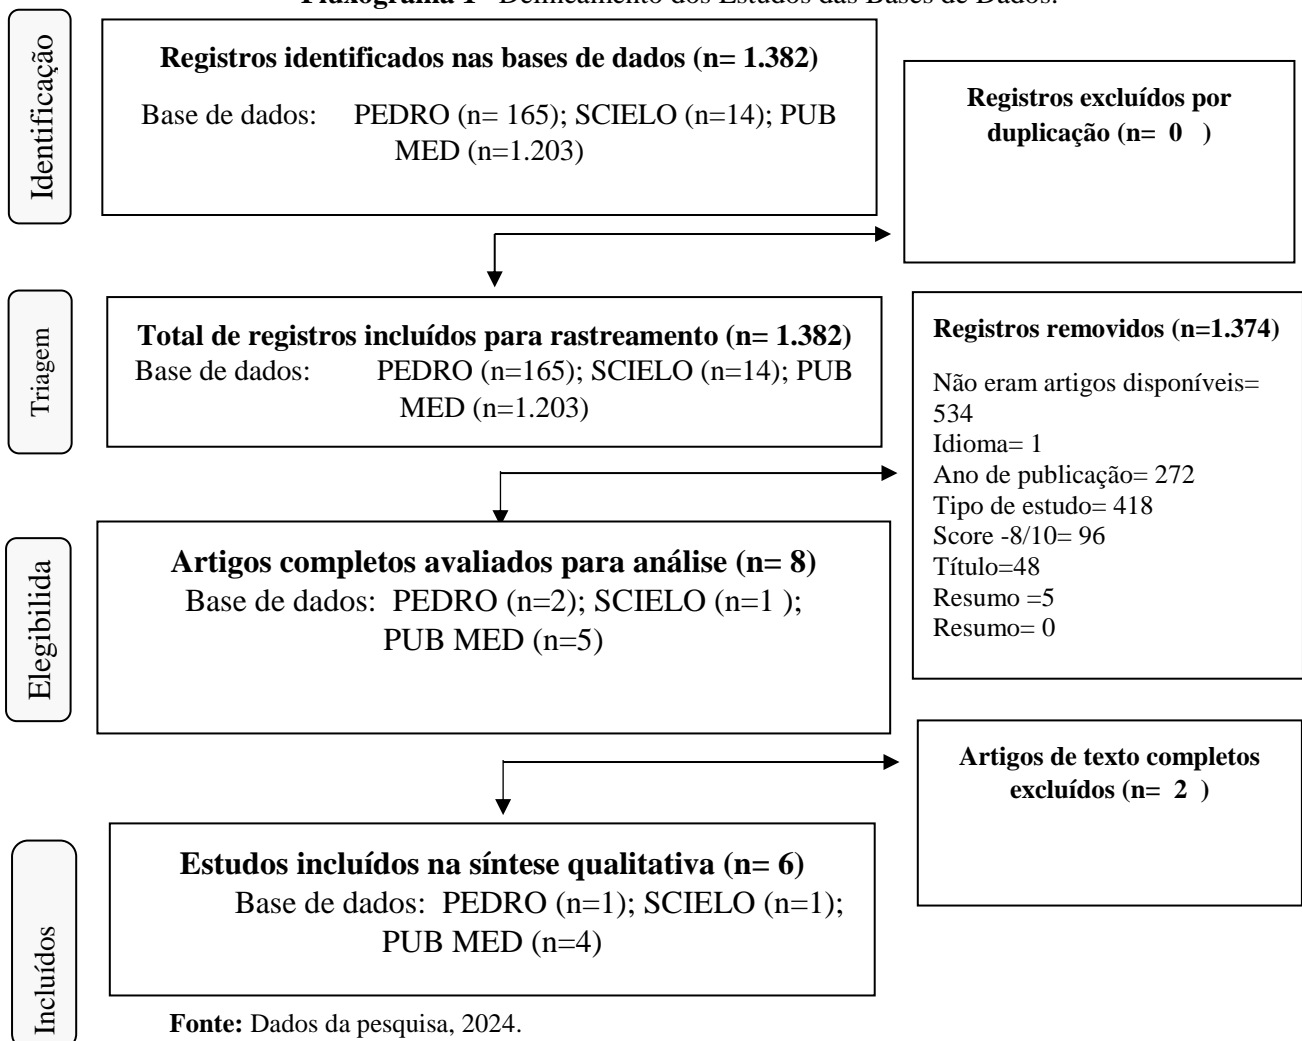 Fluxograma 1- Delineamento dos Estudos das Bases de Dados.
Identificação
Registros identificados nas bases de dados (n= 1.382)
Base de dados: PEDRO (n= 165); SCIELO (n=14); PUB
MED (n=1.203)
Registros excluídos por
duplicação (n= 0 )
Triagem
Total de registros incluídos para rastreamento (n= 1.382)
Base de dados: PEDRO (n=165); SCIELO (n=14); PUB
MED (n=1.203)
Registros removidos (n=1.374)
Não eram artigos disponíveis=
534
Idioma= 1
Ano de publicação= 272
Tipo de estudo= 418
Score -8/10= 96
Título=48
Resumo =5
Resumo= 0
Elegibilida
Artigos completos avaliados para análise (n= 8)
Base de dados: PEDRO (n=2); SCIELO (n=1 );
PUB MED (n=5)
Artigos de texto completos
excluídos (n= 2 )
Incluídos
Estudos incluídos na síntese qualitativa (n= 6)
Base de dados: PEDRO (n=1); SCIELO (n=1);
PUB MED (n=4)
Fonte: Dados da pesquisa, 2024.